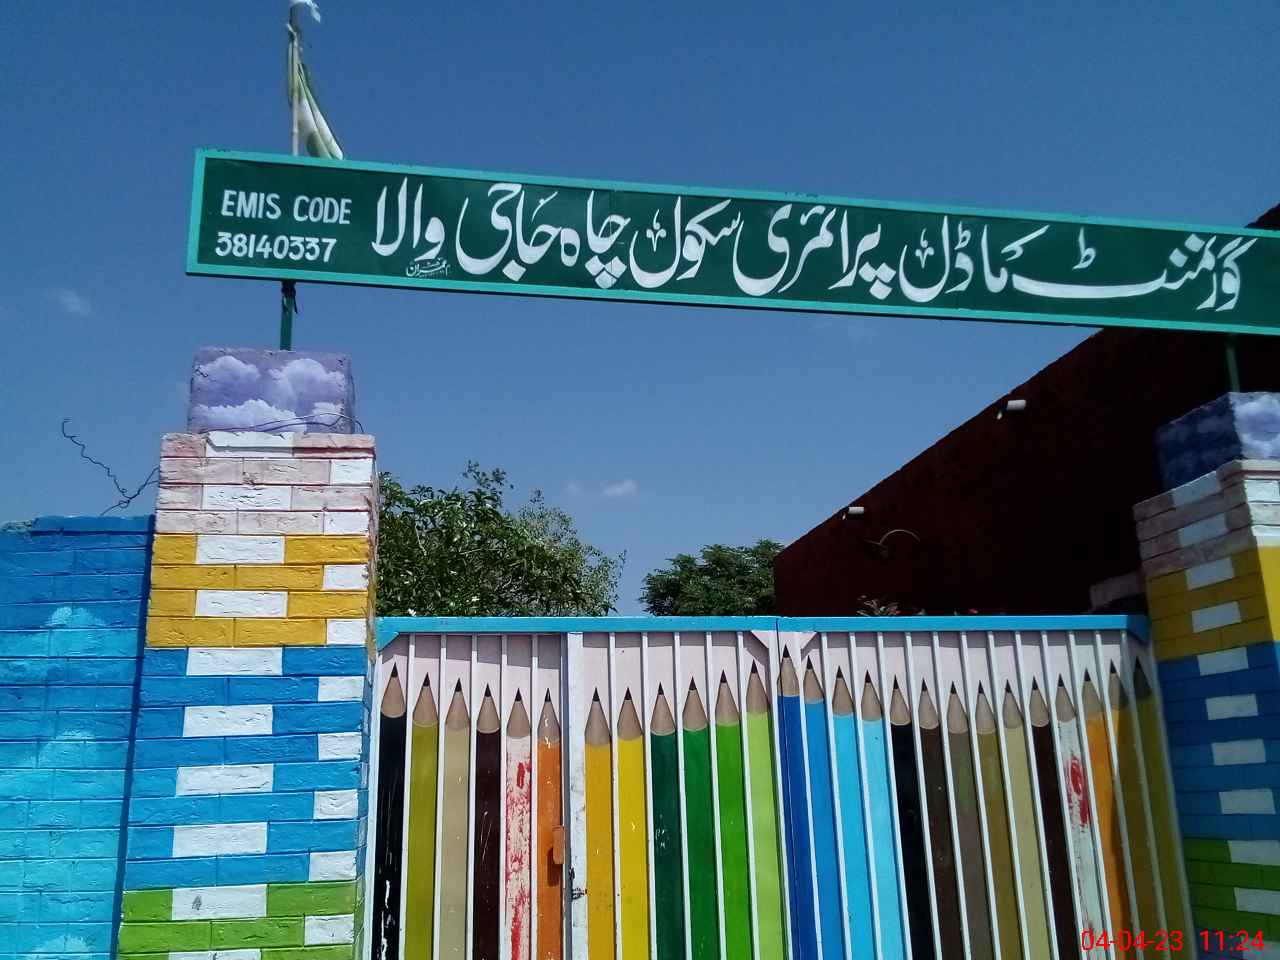 گورنمنٹ ماڈل پرائمری سکول چاہ حاجی والا
EMIS CODE
38140337
04-04-23 11:24